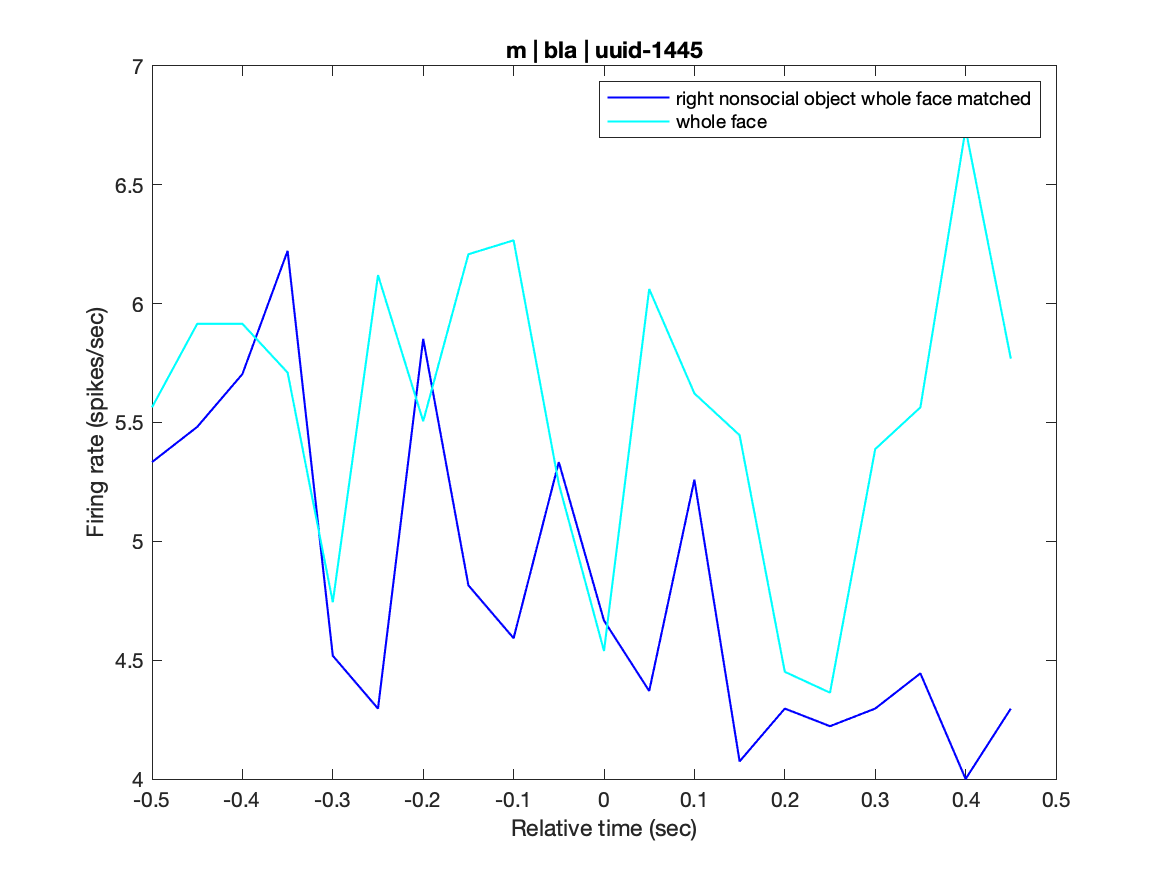 m | bla | uuid-1445
right nonsocial object whole face matched
whole face
7
6.5
6
5.5
5
4.5
4
Firing rate (spikes/sec)
-0.5 -0.4 -0.3 -0.2 -0.1 0 0.1 0.2 0.3 0.4 0.5
Relative time (sec)